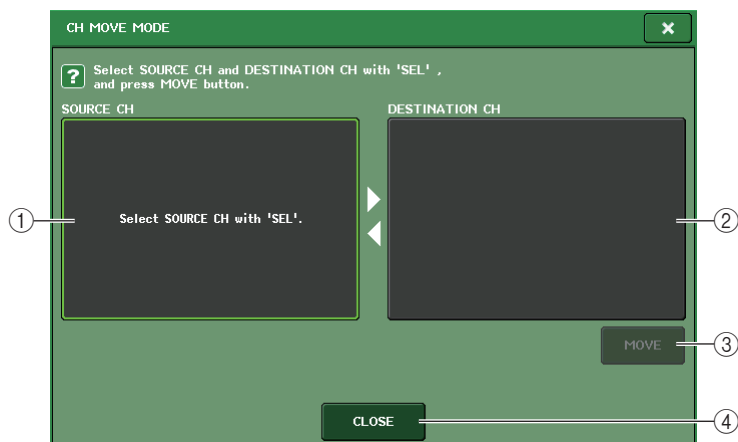 CH MOVE MODE
×
?
Select SOURCE CH and DESTINATION CH with 'SEL' ,
and press MOVE button.
SOURCE CH
DESTINATION CH
①
Select SOURCE CH with 'SEL'.
②
MOVE
③
CLOSE
④